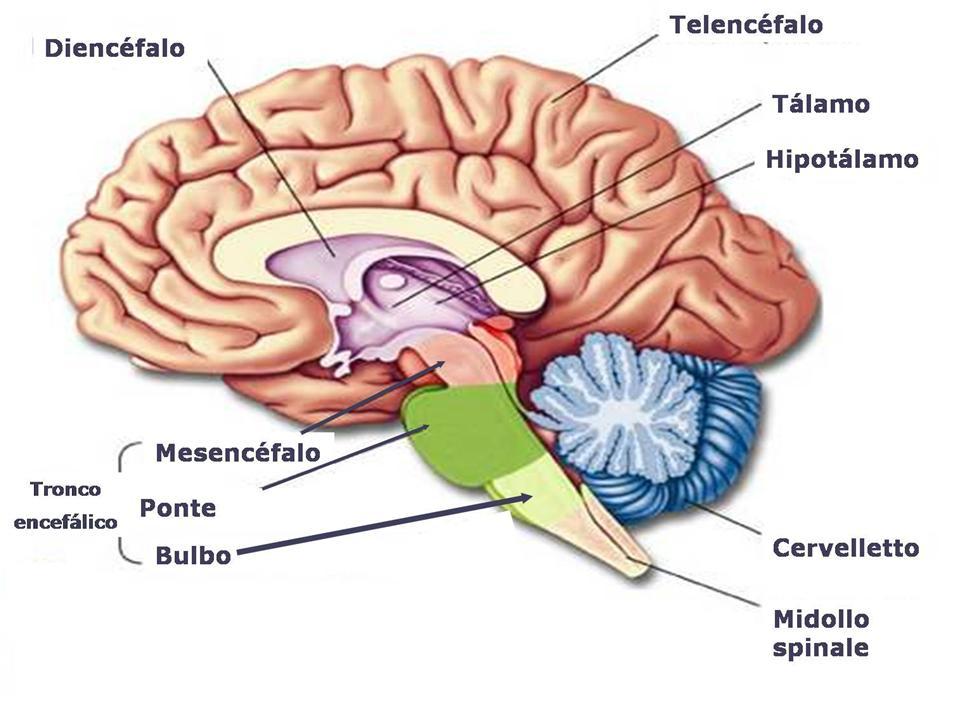 Diencéfalo
Telencéfalo
Tálamo
Hipotálamo
Mesencéfalo
Tronco
encefálico
Ponte
Bulbo
Cervelletto
Midollo
spinale